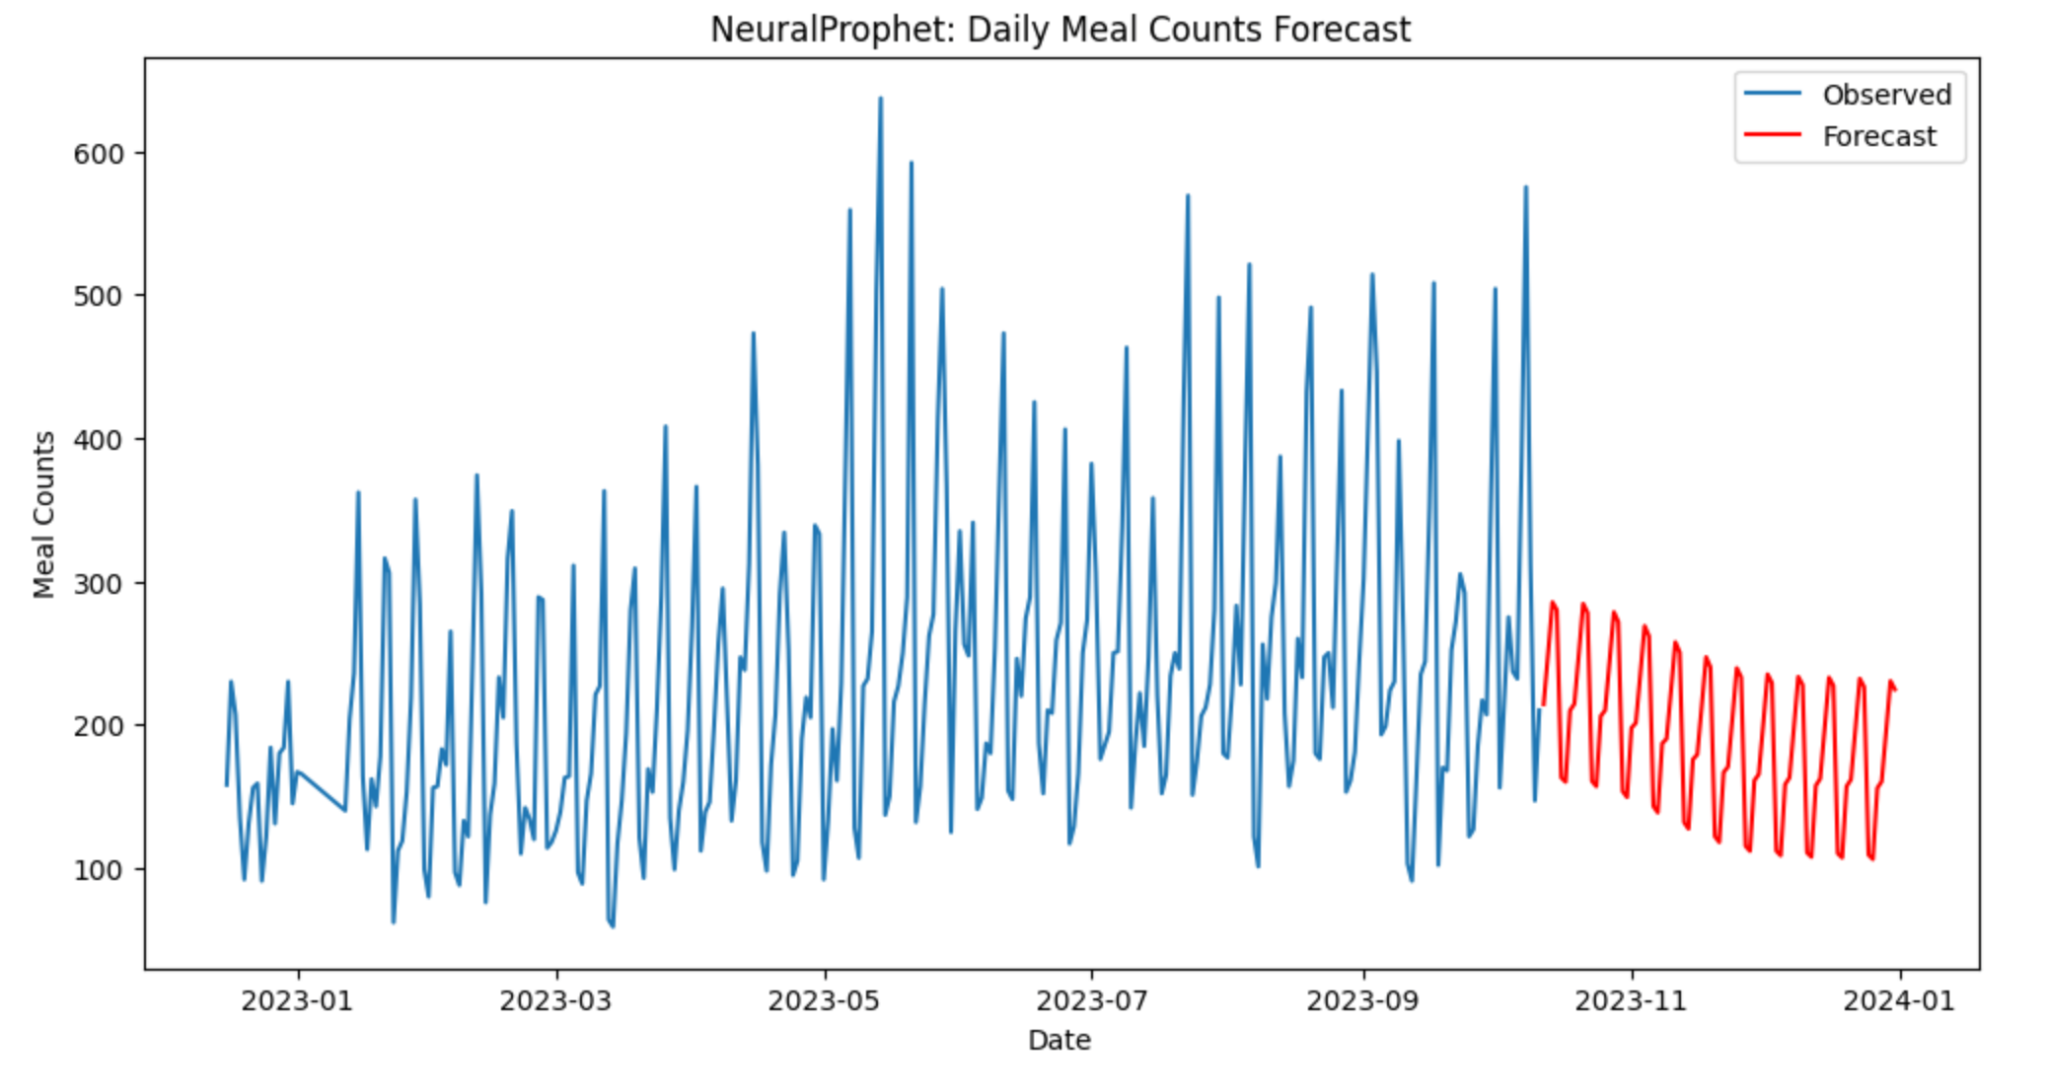 NeuralProphet: Daily Meal Counts Forecast
Observed
Forecast
600
500
400
300
200
100
Meal Counts
2023-01
2023-03
2023-05
2023-07
2023-09
2023-11
2024-01
Date